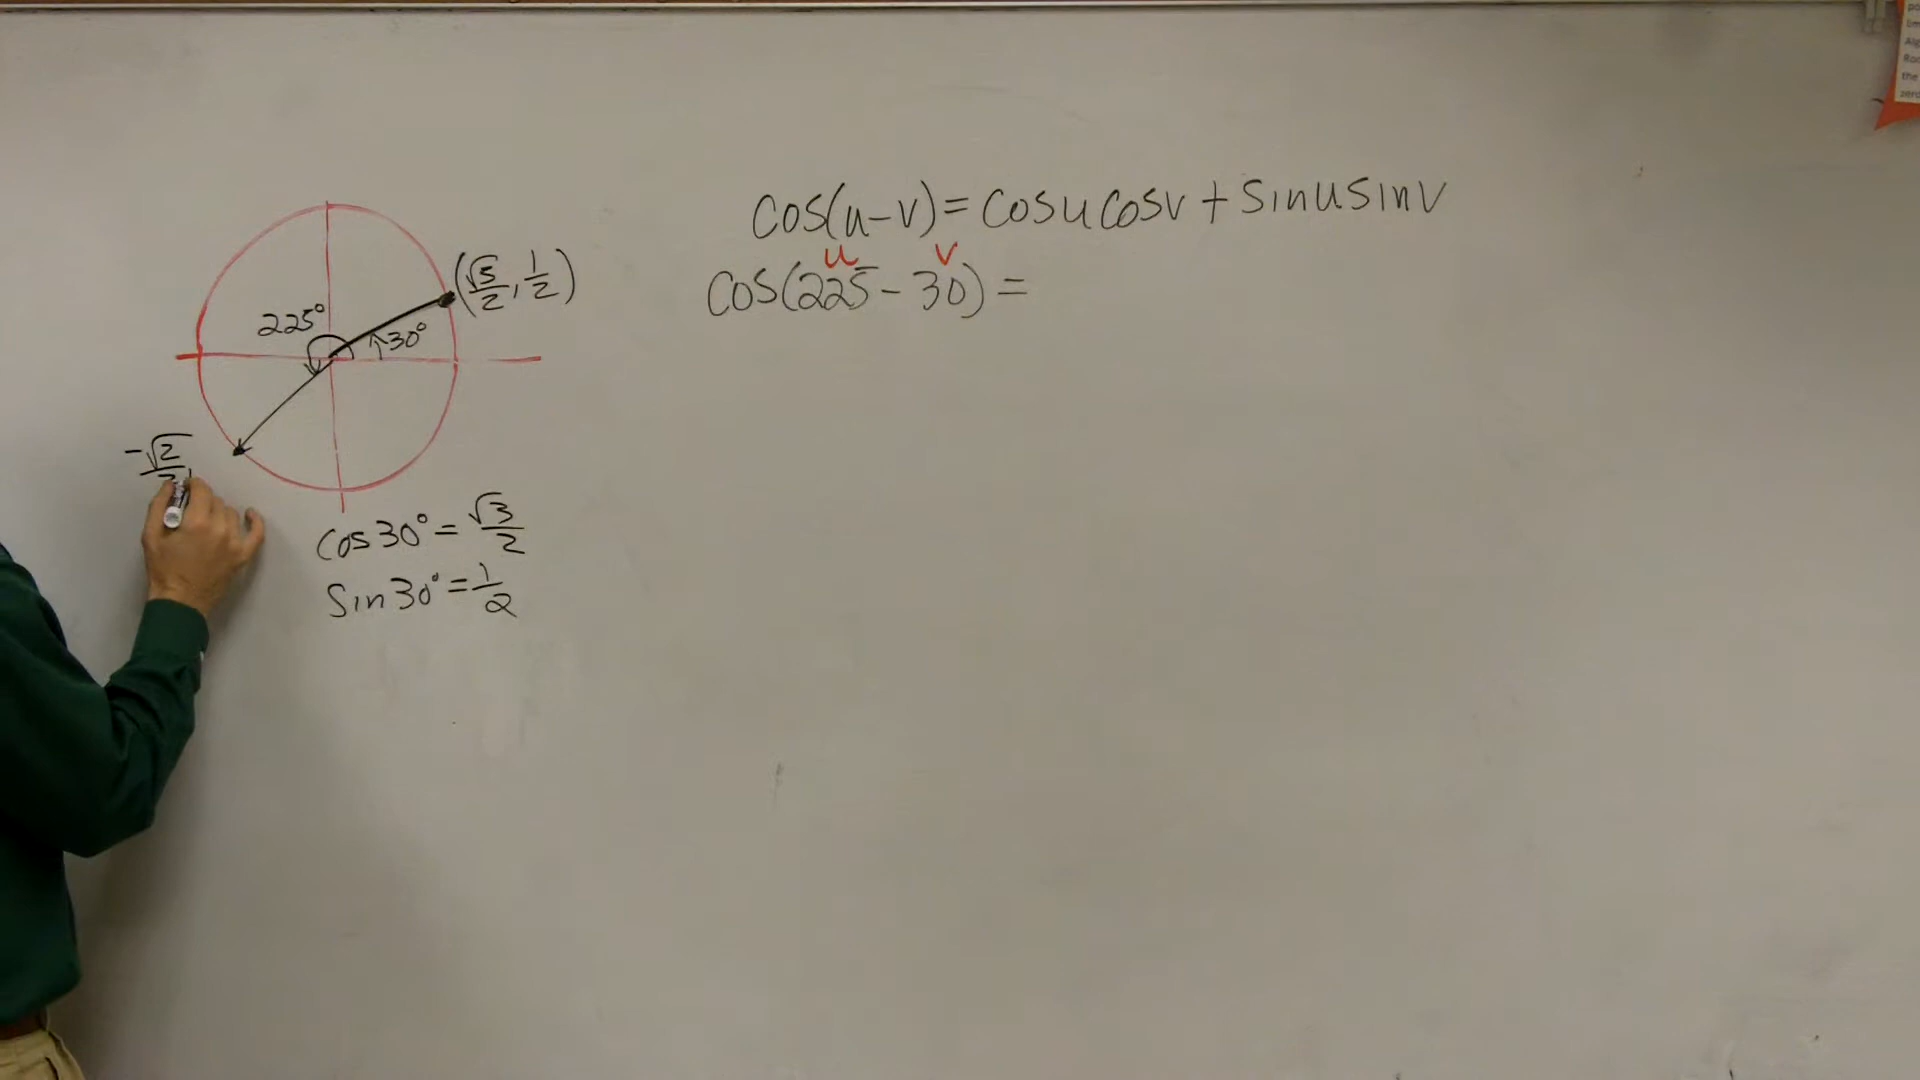 cos(u-v)=cosucosv+sinusinv
u v
cos(225-30)=
(√3/2, 1/2)
225°
30°
-√2/2,
cos30°=√3/2
sin30°=1/2